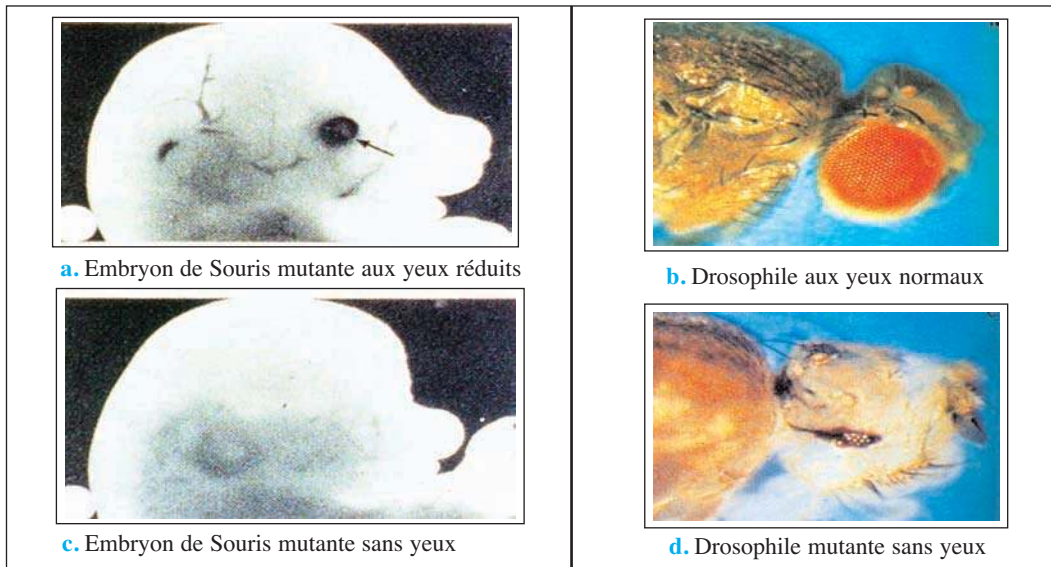 a. Embryon de Souris mutante aux yeux réduits
b. Drosophile aux yeux normaux
c. Embryon de Souris mutante sans yeux
d. Drosophile mutante sans yeux